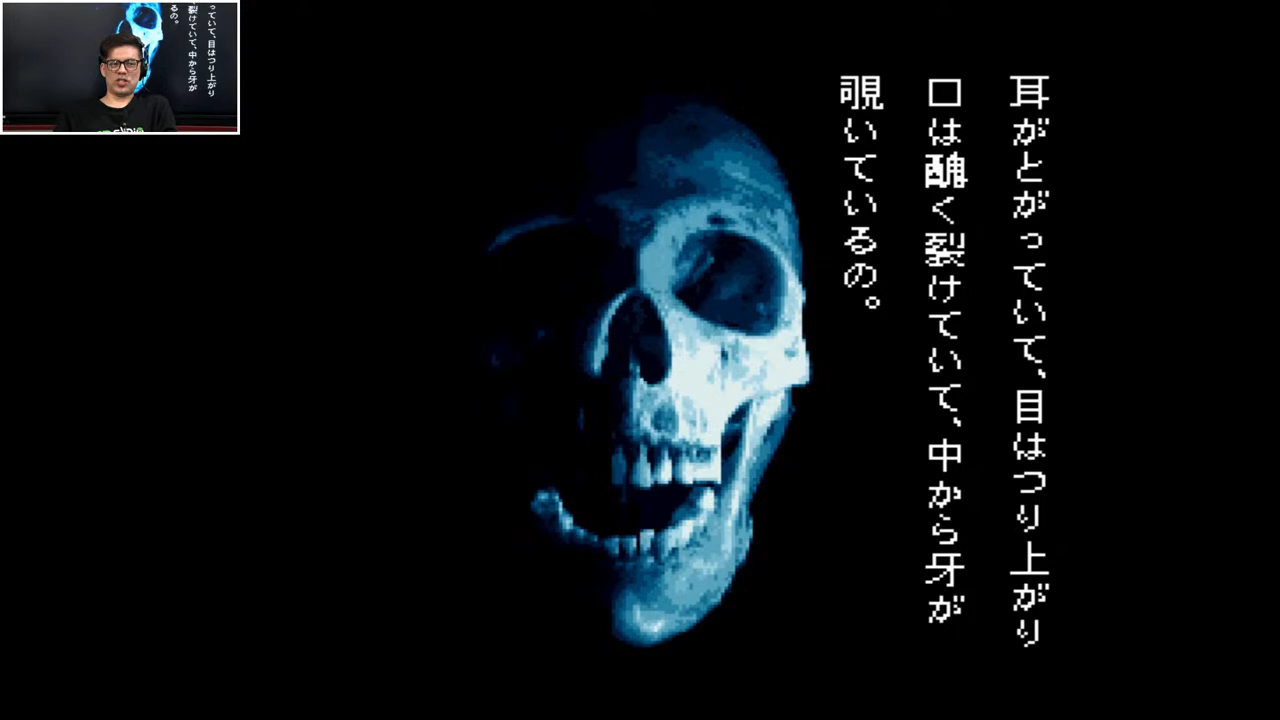 耳がとがっていて、目はつり上がり
口は醜く裂けていて、中から牙が
覗いているの。